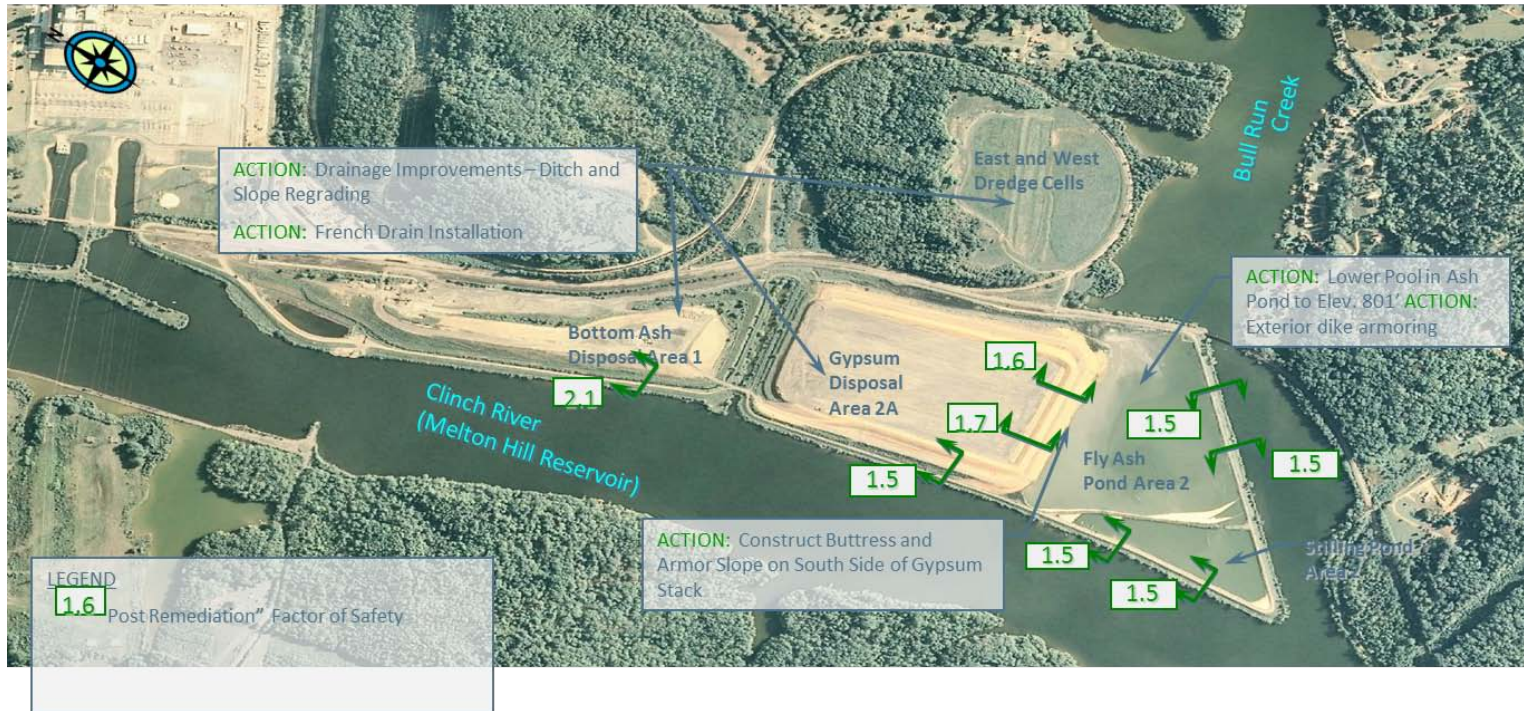 N
Bull Run
Creek
ACTION: Drainage Improvements – Ditch and
Slope Regrading
ACTION: French Drain Installation
East and West
Dredge Cells
ACTION: Lower Pool in Ash
Pond to Elev. 801' ACTION:
Exterior dike armoring
Bottom Ash
Disposal Area 1
2.1
Clinch River
(Melton Hill Reservoir)
Gypsum
Disposal
Area 2A
1.6
1.7
1.5
1.5
1.5
Fly Ash
Pond Area 2
ACTION: Construct Buttress and
Armor Slope on South Side of Gypsum
Stack
1.5
1.5
Stilling Pond
Area 2
LEGEND
1.6
Post Remediation” Factor of Safety